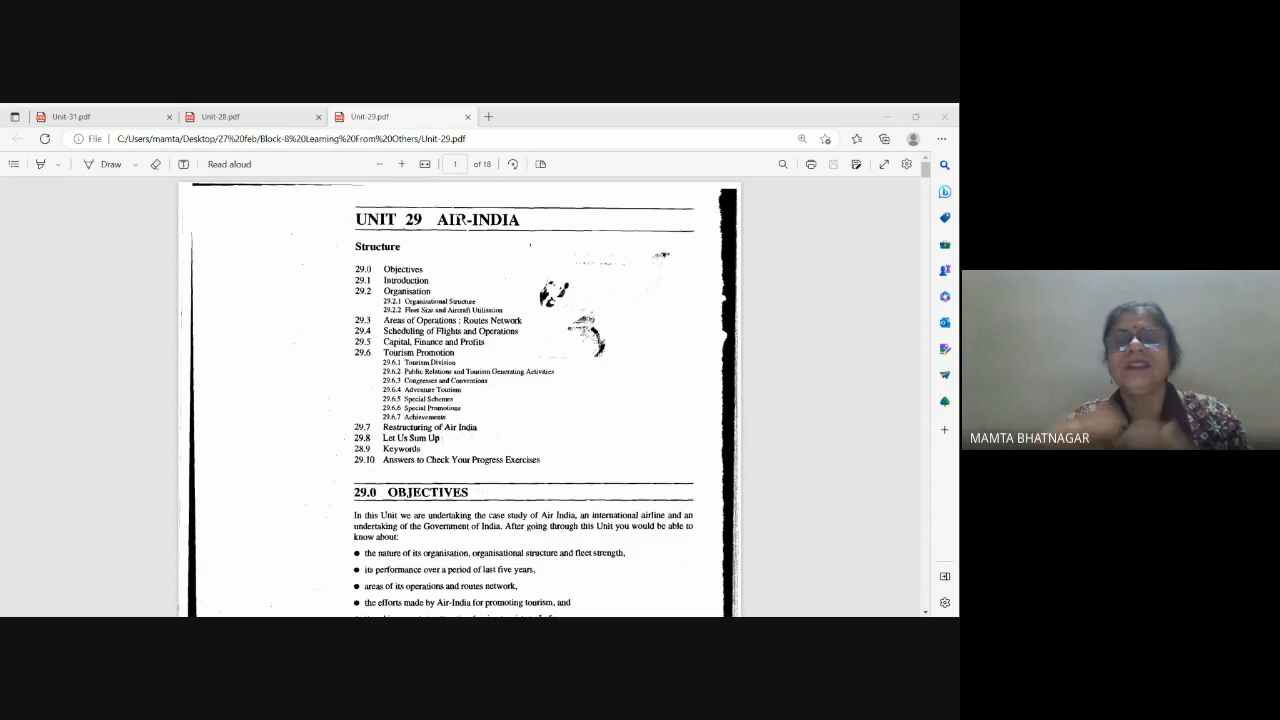 Unit-31.pdf
Unit-28.pdf
Unit-29.pdf
File
C:/Users/mamta/Desktop/27%20feb/Block-8%20Learning%20From%20Others/Unit-29.pdf
Draw
Read aloud
1 of 18
UNIT 29 AIR-INDIA
Structure
29.0 Objectives
29.1 Introduction
29.2 Organisation
29.2.1 Organisational Structure
29.2.2 Fleet Size and Aircraft Utilisation
29.3 Areas of Operations : Routes Network
29.4 Scheduling of Flights and Operations
29.5 Capital, Finance and Profits
29.6 Tourism Promotion
29.6.1 Tourism Division
29.6.2 Public Relations and Tourism Generating Activities
29.6.3 Congresses and Conventions
29.6.4 Adventure Tourism
29.6.5 Special Schemes
29.6.6 Special Promotions
29.6.7 Achievements
29.7 Restructuring of Air India
29.8 Let Us Sum Up
28.9 Keywords
29.10 Answers to Check Your Progress Exercises
29.0 OBJECTIVES
In this Unit we are undertaking the case study of Air India, an international airline and an
undertaking of the Government of India. After going through this Unit you would be able to
know about:
● the nature of its organisation, organisational structure and fleet strength,
● its performance over a period of last five years,
● areas of its operations and routes network,
● the efforts made by Air-India for promoting tourism, and
MAMTA BHATNAGAR